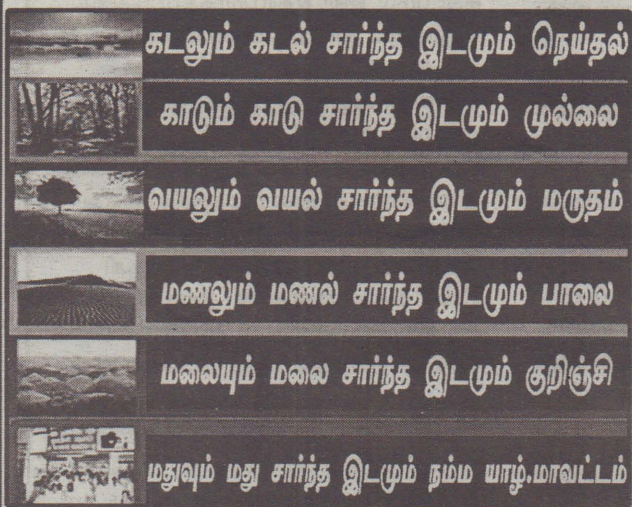 கடலும் கடல் சார்ந்த இடமும் நெய்தல்
காடும் காடு சார்ந்த இடமும் முல்லை
வயலும் வயல் சார்ந்த இடமும் மருதம்
மணலும் மணல் சார்ந்த இடமும் பாலை
மலையும் மலை சார்ந்த இடமும் குறிஞ்சி
மதுவும் மது சார்ந்த இடமும் நம்ம யாழ்.மாவட்டம்